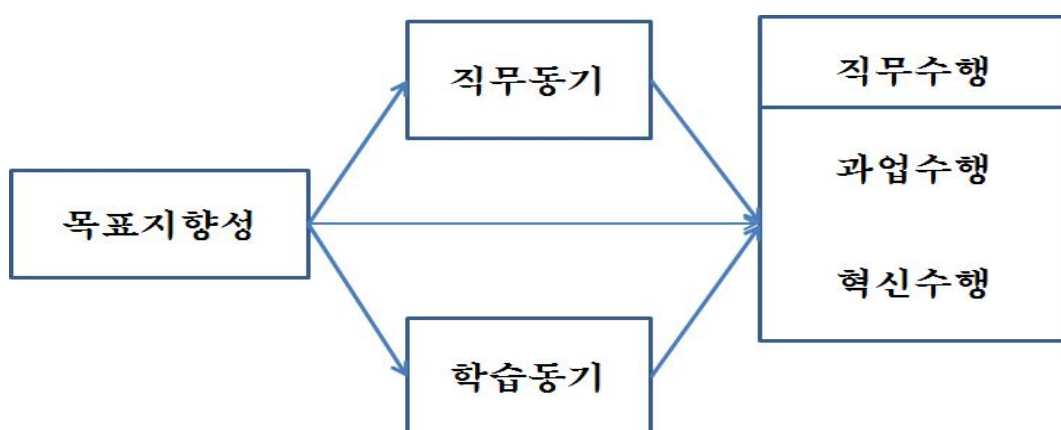 직무동기
직무수행
과업수행
목표지향성
혁신수행
학습동기